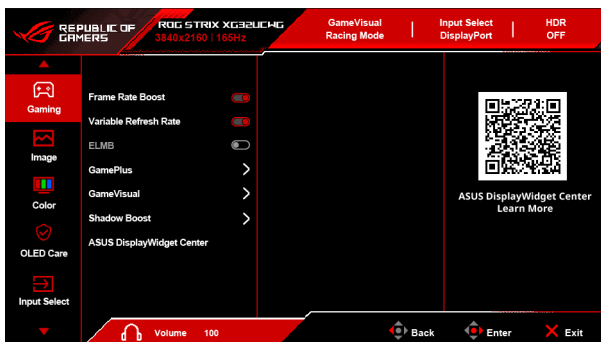 REPUBLIC OF
GAMERS
ROG STRIX XG32UCWG
3840x2160 | 165Hz
GameVisual
Racing Mode
Input Select
DisplayPort
HDR
OFF
Gaming
Image
Color
OLED Care
Input Select
Frame Rate Boost
Variable Refresh Rate
ELMB
GamePlus
GameVisual
Shadow Boost
ASUS DisplayWidget Center
ASUS DisplayWidget Center
Learn More
Volume 100
Back
Enter
Exit